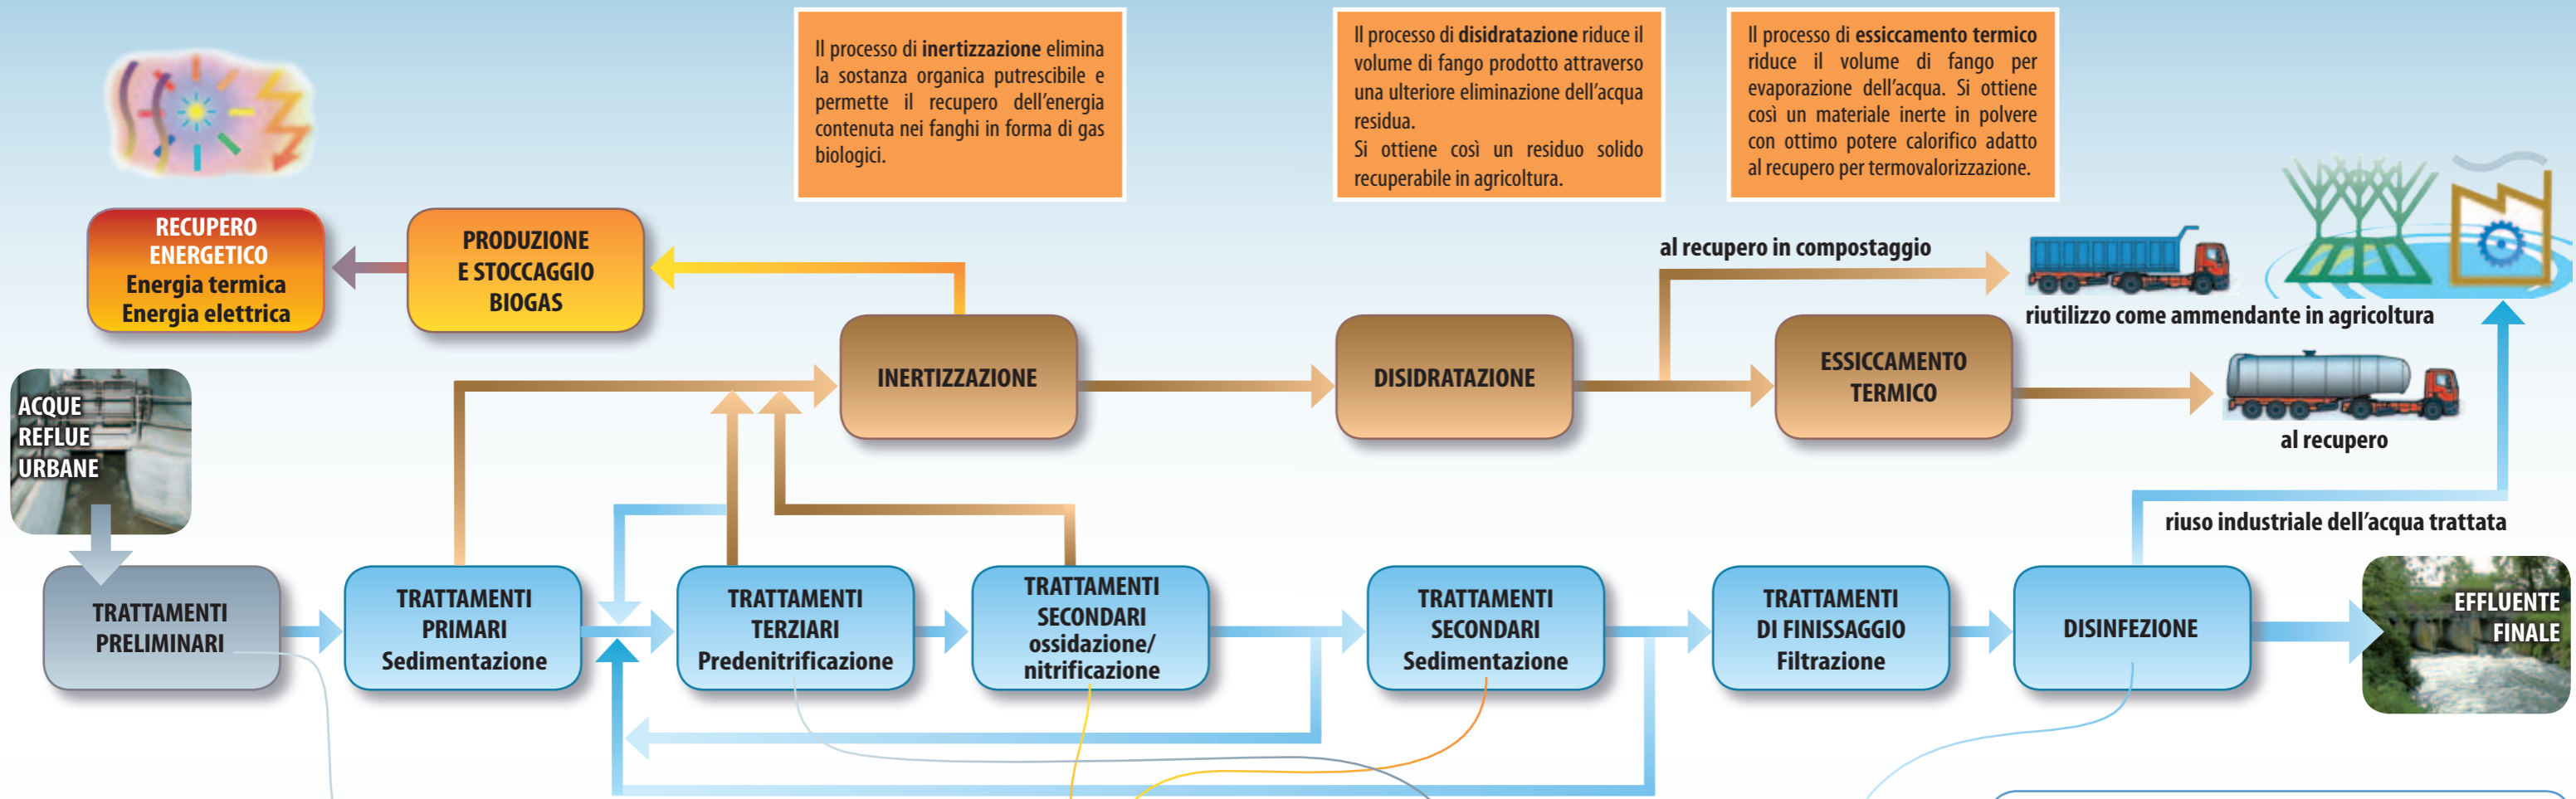 Il processo di inertizzazione elimina
la sostanza organica putrescibile e
permette il recupero dell'energia
contenuta nei fanghi in forma di gas
biologici.
Il processo di disidratazione riduce il
volume di fango prodotto attraverso
una ulteriore eliminazione dell'acqua
residua.
Si ottiene così un residuo solido
recuperabile in agricoltura.
Il processo di essiccamento termico
riduce il volume di fango per
evaporazione dell'acqua. Si ottiene
così un materiale inerte in polvere
con ottimo potere calorifico adatto
al recupero per termovalorizzazione.
RECUPERO
ENERGETICO
Energia termica
Energia elettrica
PRODUZIONE
E STOCCAGGIO
BIOGAS
al recupero in compostaggio
riutilizzo come ammendante in agricoltura
INERTIZZAZIONE
DISIDRATAZIONE
ESSICCAMENTO
TERMICO
al recupero
ACQUE
REFLUE
URBANE
riuso industriale dell'acqua trattata
TRATTAMENTI
PRELIMINARI
TRATTAMENTI
PRIMARI
Sedimentazione
TRATTAMENTI
TERZIARI
Predenitrificazione
TRATTAMENTI
SECONDARI
ossidazione/
nitrificazione
TRATTAMENTI
SECONDARI
Sedimentazione
TRATTAMENTI
DI FINISSAGGIO
Filtrazione
DISINFEZIONE
EFFLUENTE
FINALE